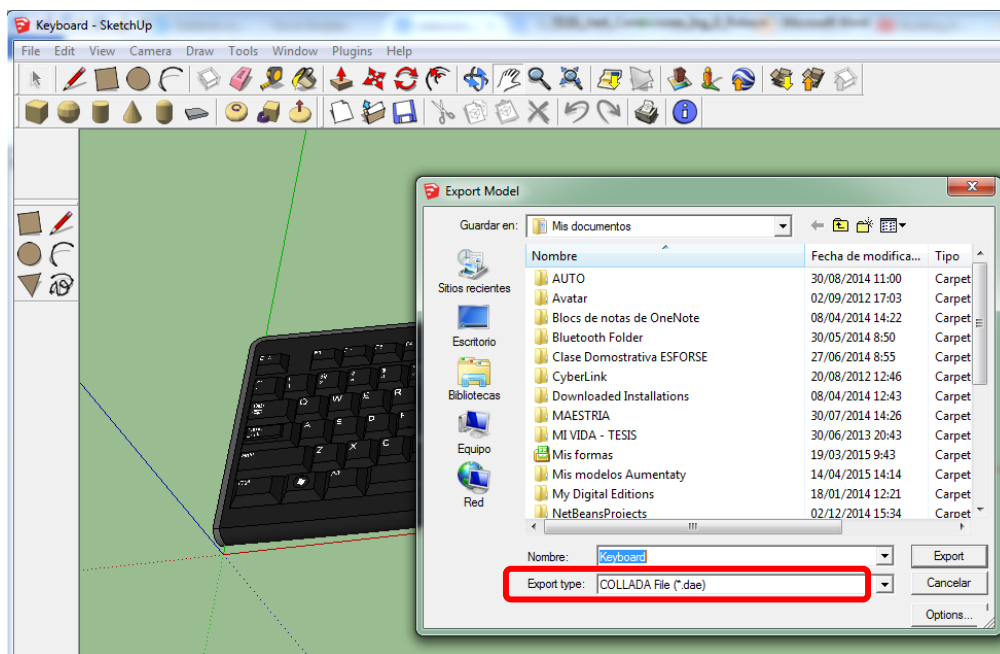 Keyboard - SketchUp
File Edit View Camera Draw Tools Window Plugins Help
Export Model
Guardar en: Mis documentos
Nombre Fecha de modifica... Tipo
AUTO 30/08/2014 11:00 Carpet
Avatar 02/09/2012 17:03 Carpet
Blocs de notas de OneNote 08/04/2014 14:22 Carpet
Bluetooth Folder 30/05/2014 8:50 Carpet
Clase Domostrativa ESFORSE 27/06/2014 8:55 Carpet
CyberLink 20/08/2012 12:46 Carpet
Downloaded Installations 08/04/2014 12:43 Carpet
MAESTRIA 30/07/2014 14:26 Carpet
MI VIDA - TESIS 30/06/2013 20:43 Carpet
Mis formas 19/03/2015 9:43 Carpet
Mis modelos Aumentaty 14/04/2015 14:14 Carpet
My Digital Editions 18/01/2014 12:21 Carpet
NetBeansProjects 02/12/2014 15:34 Carpet
Sitios recientes
Escritorio
Bibliotecas
Equipo
Red
Nombre: Keyboard Export
Export type: COLLADA File (*.dae) Cancelar
Options...
Q W E R
A S D F
Z X C